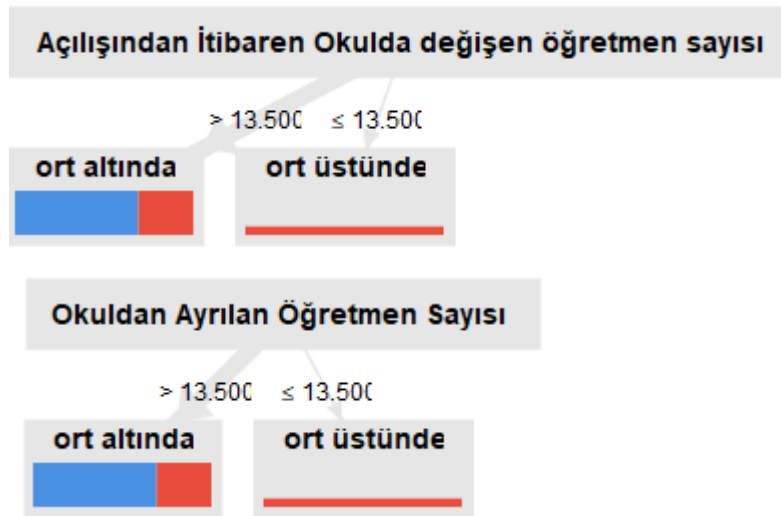 Açılışından İtibaren Okulda değişen öğretmen sayısı
> 13.500 ≤ 13.500
ort altında ort üstünde
Okuldan Ayrılan Öğretmen Sayısı
> 13.500 ≤ 13.500
ort altında ort üstünde